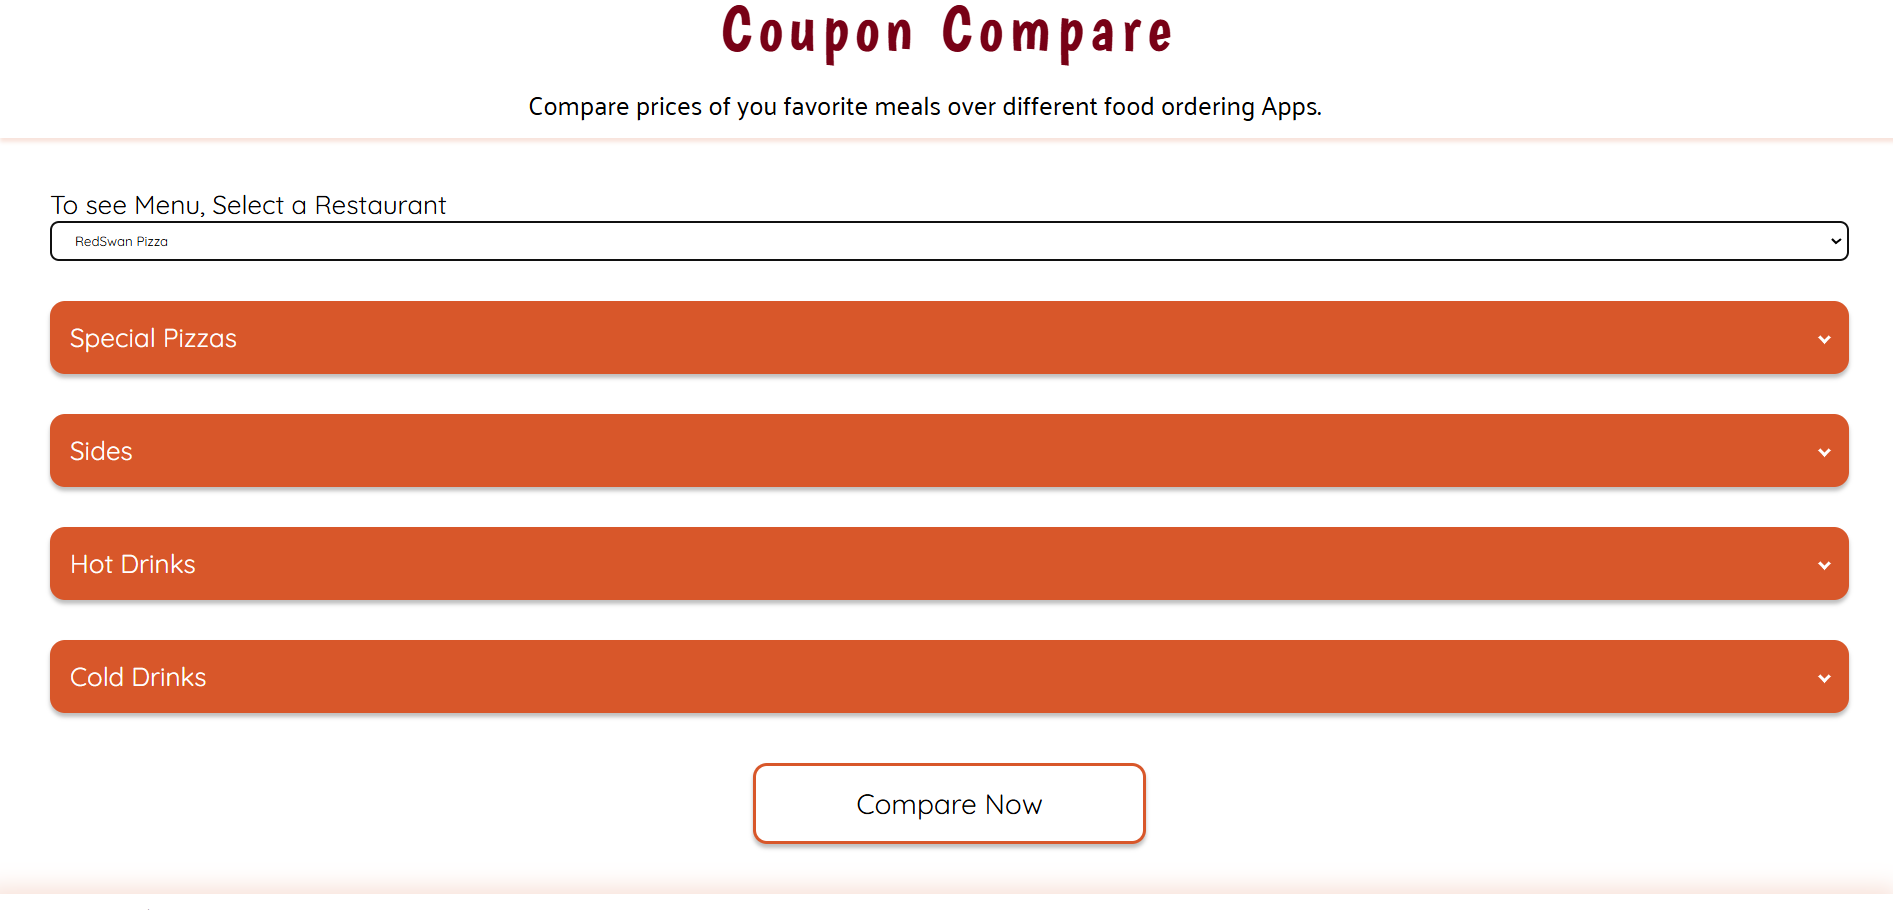 Coupon Compare
Compare prices of you favorite meals over different food ordering Apps.
To see Menu, Select a Restaurant
RedSwan Pizza
Special Pizzas
Sides
Hot Drinks
Cold Drinks
Compare Now